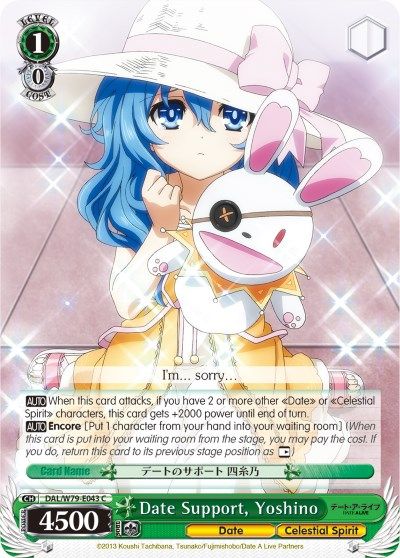 LEVEL
1
0
COST
I'm... sorry...
AUTO When this card attacks, if you have 2 or more other «Date» or «Celestial
Spirit» characters, this card gets +2000 power until end of turn.
AUTO Encore [Put 1 character from your hand into your waiting room] (When
this card is put into your waiting room from the stage, you may pay the cost. If
you do, return this card to its previous stage position as
Card Name
デートのサポート 四糸乃
CH DAL/W79-E043 C
4500
Date Support, Yoshino
デート・ア・ライブ
DATE A LIVE
Date
Celestial Spirit
©2013 Koushi Tachibana, Tsunako/Fujimishobo/Date A Live Partners